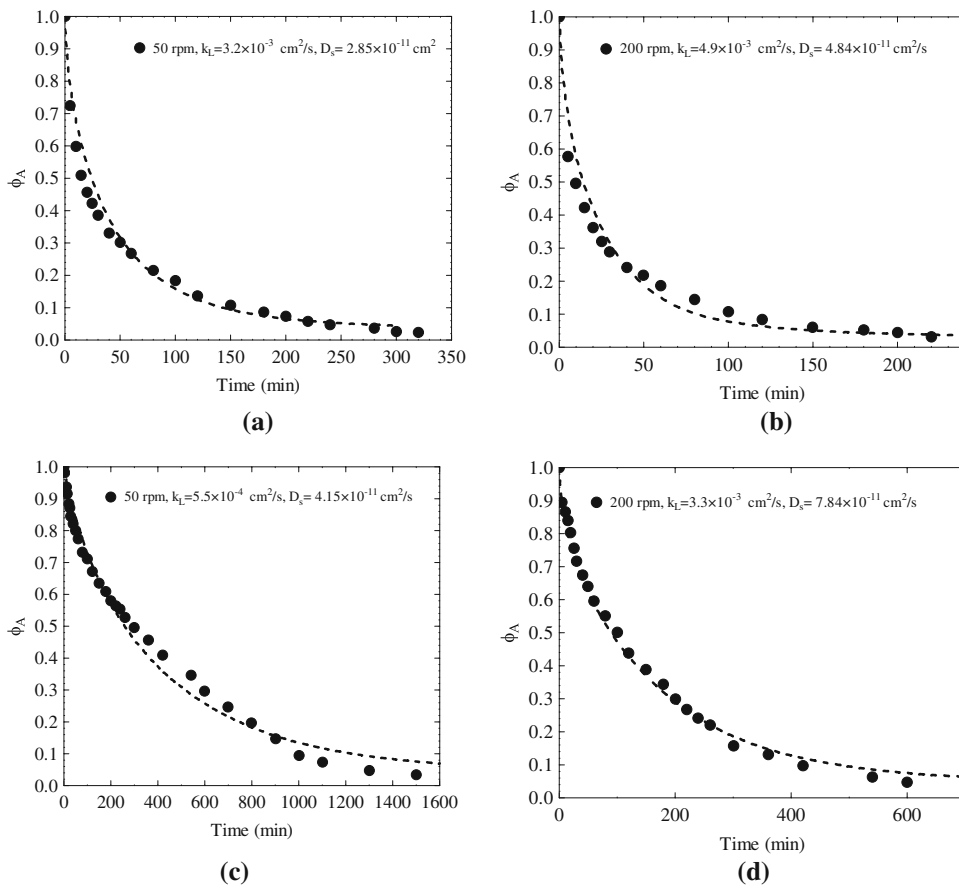 1.0
0.9
0.8
0.7
0.6
0.5
0.4
0.3
0.2
0.1
0.0
ϕA
50 rpm, kL=3.2×10⁻³ cm²/s, Ds= 2.85×10⁻¹¹ cm²
0 50 100 150 200 250 300 350
Time (min)
(a)
1.0
0.9
0.8
0.7
0.6
0.5
0.4
0.3
0.2
0.1
0.0
ϕA
200 rpm, kL=4.9×10⁻³ cm²/s, Ds= 4.84×10⁻¹¹ cm²/s
0 50 100 150 200
Time (min)
(b)
1.0
0.9
0.8
0.7
0.6
0.5
0.4
0.3
0.2
0.1
0.0
ϕA
50 rpm, kL=5.5×10⁻⁴ cm²/s, Ds= 4.15×10⁻¹¹ cm²/s
0 200 400 600 800 1000 1200 1400 1600
Time (min)
(c)
1.0
0.9
0.8
0.7
0.6
0.5
0.4
0.3
0.2
0.1
0.0
ϕA
200 rpm, kL=3.3×10⁻³ cm²/s, Ds= 7.84×10⁻¹¹ cm²/s
0 200 400 600
Time (min)
(d)